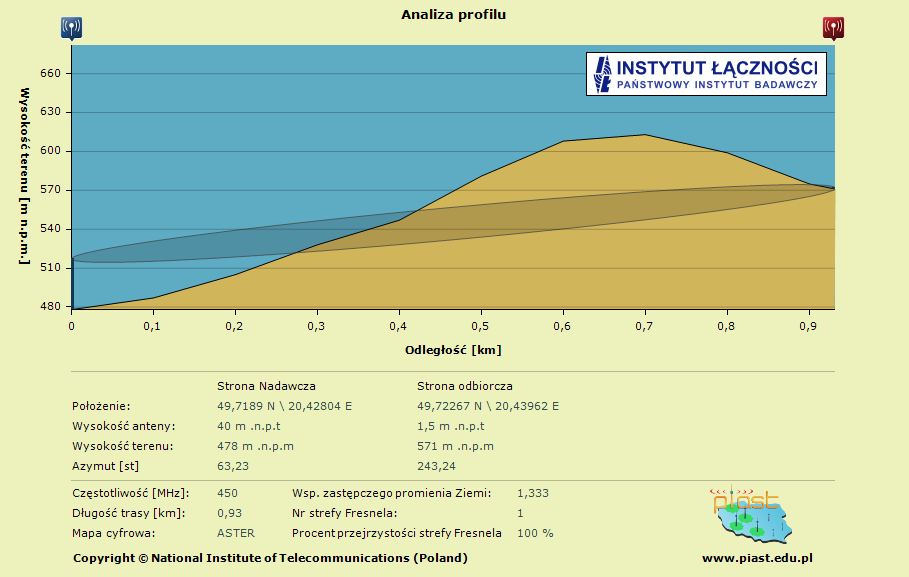 Analiza profilu
INSTYTUT ŁĄCZNOŚCI
PAŃSTWOWY INSTYTUT BADAWCZY
Wysokość terenu [m n.p.m.]
660
630
600
570
540
510
480
0 0,1 0,2 0,3 0,4 0,5 0,6 0,7 0,8 0,9
Odległość [km]
Strona Nadawcza Strona odbiorcza
Położenie: 49,7189 N \ 20,42804 E 49,72267 N \ 20,43962 E
Wysokość anteny: 40 m .n.p.t 1,5 m .n.p.t
Wysokość terenu: 478 m .n.p.m 571 m .n.p.m
Azymut [st] 63,23 243,24
Częstotliwość [MHz]: 450 Wsp. zastępczego promienia Ziemi: 1,333
Długość trasy [km]: 0,93 Nr strefy Fresnela: 1
Mapa cyfrowa: ASTER Procent przejrzystości strefy Fresnela 100 %
piast
Copyright © National Institute of Telecommunications (Poland) www.piast.edu.pl